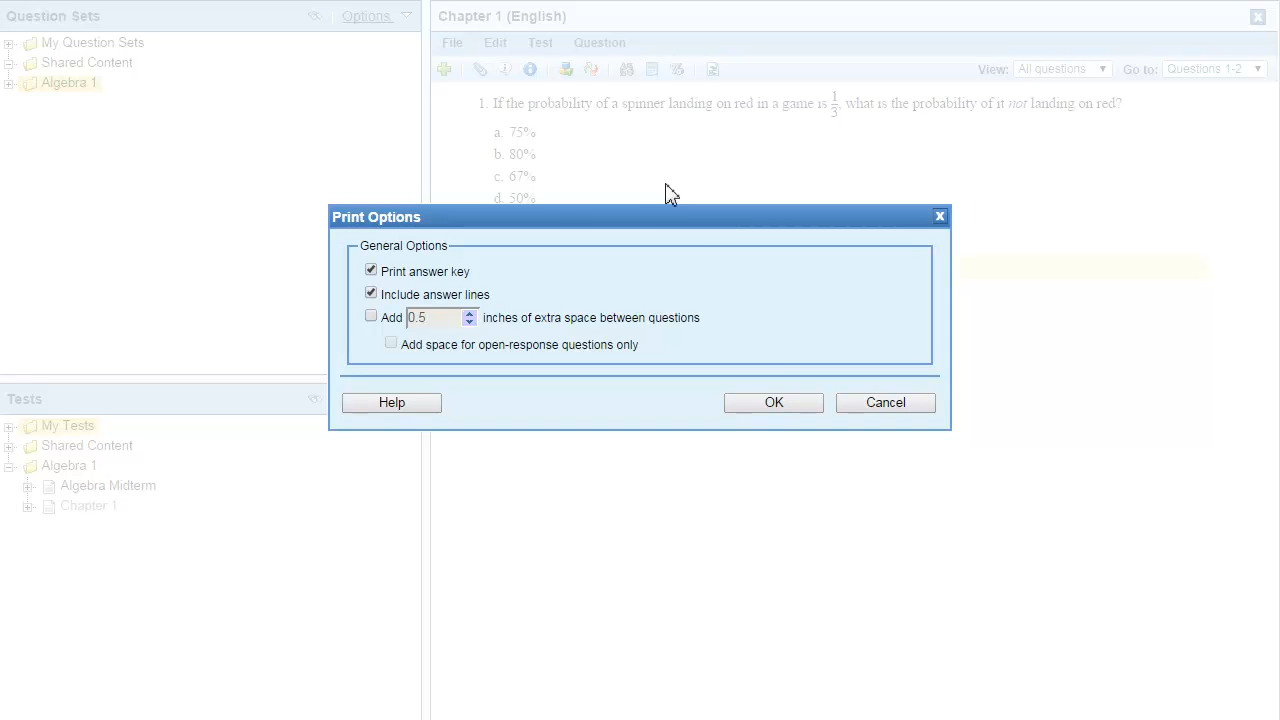 Question Sets
Options
My Question Sets
Shared Content
Algebra 1
Tests
My Tests
Shared Content
Algebra 1
Algebra Midterm
Chapter 1
Chapter 1 (English)
File Edit Test Question
View: All questions Go to: Questions 1-2
1. If the probability of a spinner landing on red in a game is 1/3, what is the probability of it not landing on red?
a. 75%
b. 80%
c. 67%
d. 50%
Print Options
General Options
Print answer key
Include answer lines
Add 0.5 inches of extra space between questions
Add space for open-response questions only
Help OK Cancel